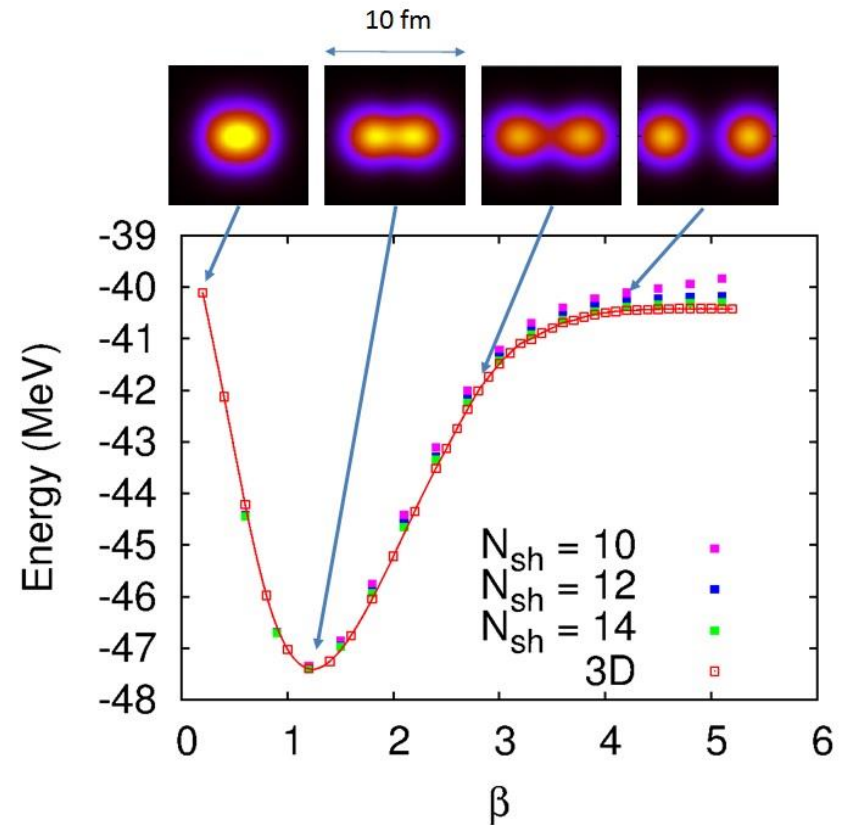 10 fm
-39
-40
-41
-42
-43
-44
-45
-46
-47
-48
Energy (MeV)
N_sh = 10
N_sh = 12
N_sh = 14
3D
0 1 2 3 4 5 6
β